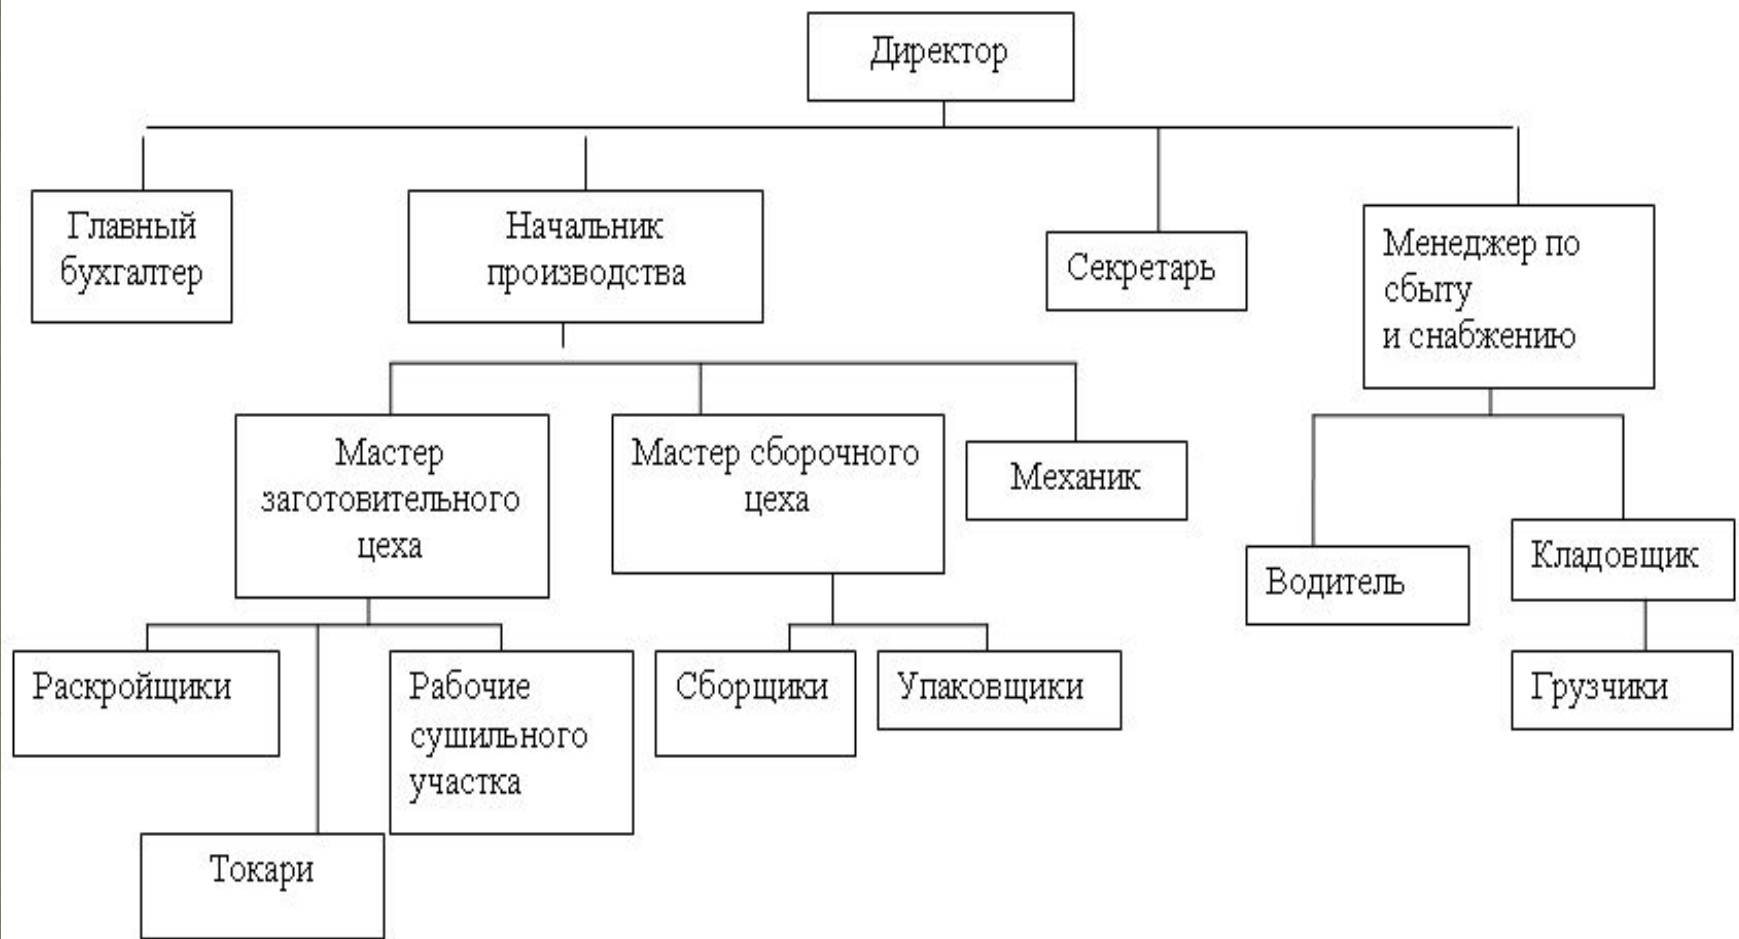 Директор
Главный
бухгалтер
Начальник
производства
Секретарь
Менеджер по
сбыту
и снабжению
Мастер
заготовительного
цеха
Мастер сборочного
цеха
Механик
Водитель
Кладовщик
Раскройщики
Рабочие
сушильного
участка
Сборщики
Упаковщики
Грузчики
Токари